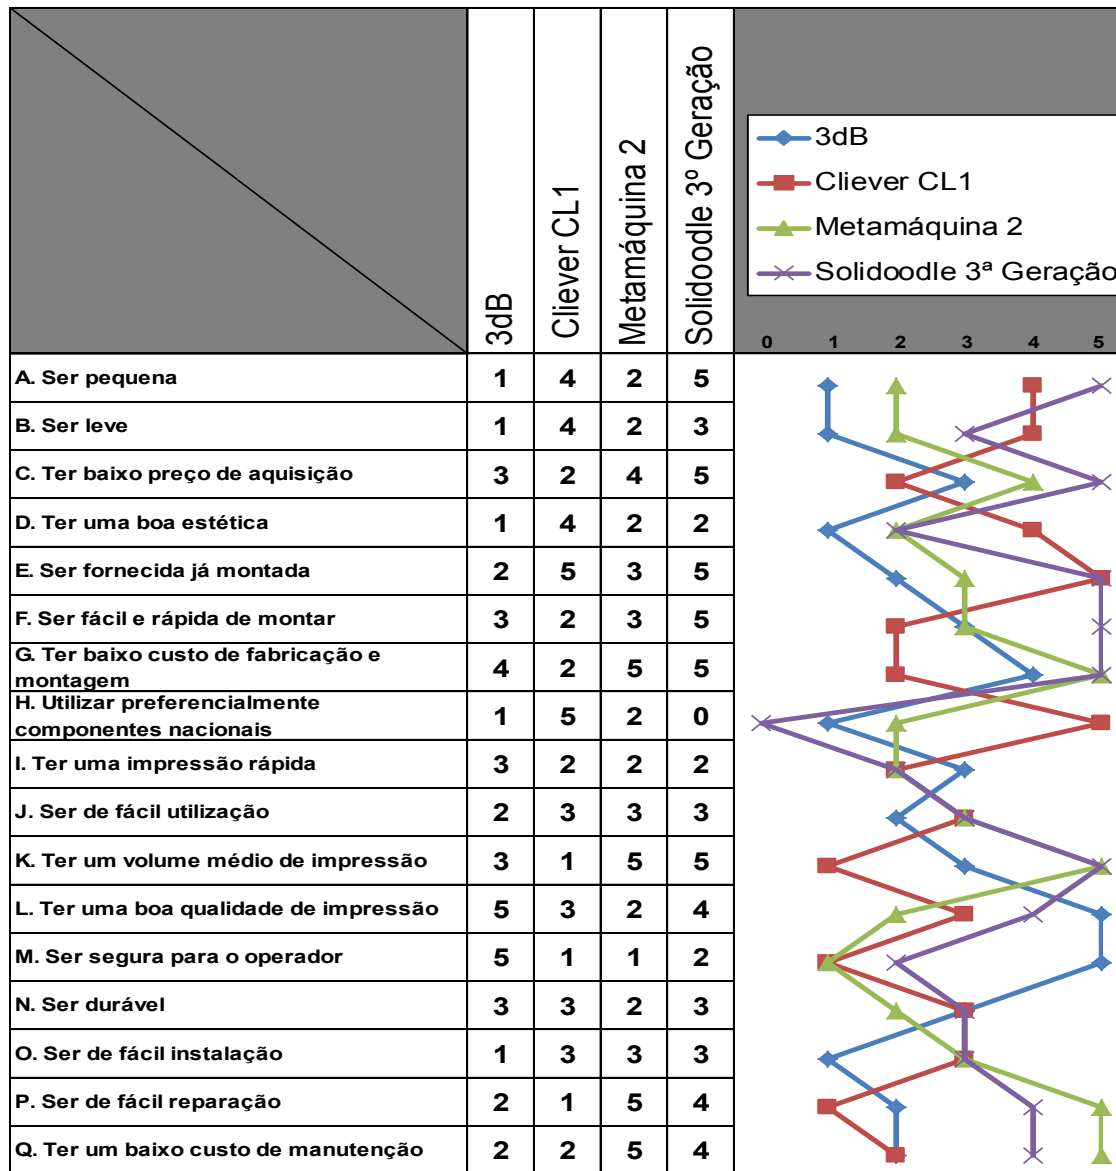 3dB
Cliever CL1
Metamáquina 2
Solidoodle 3º Geração
3dB
Cliever CL1
Metamáquina 2
Solidoodle 3ª Geração
0 1 2 3 4 5
A. Ser pequena 1 4 2 5
B. Ser leve 1 4 2 3
C. Ter baixo preço de aquisição 3 2 4 5
D. Ter uma boa estética 1 4 2 2
E. Ser fornecida já montada 2 5 3 5
F. Ser fácil e rápida de montar 3 2 3 5
G. Ter baixo custo de fabricação e
montagem 4 2 5 5
H. Utilizar preferencialmente
componentes nacionais 1 5 2 0
I. Ter uma impressão rápida 3 2 2 2
J. Ser de fácil utilização 2 3 3 3
K. Ter um volume médio de impressão 3 1 5 5
L. Ter uma boa qualidade de impressão 5 3 2 4
M. Ser segura para o operador 5 1 1 2
N. Ser durável 3 3 2 3
O. Ser de fácil instalação 1 3 3 3
P. Ser de fácil reparação 2 1 5 4
Q. Ter um baixo custo de manutenção 2 2 5 4